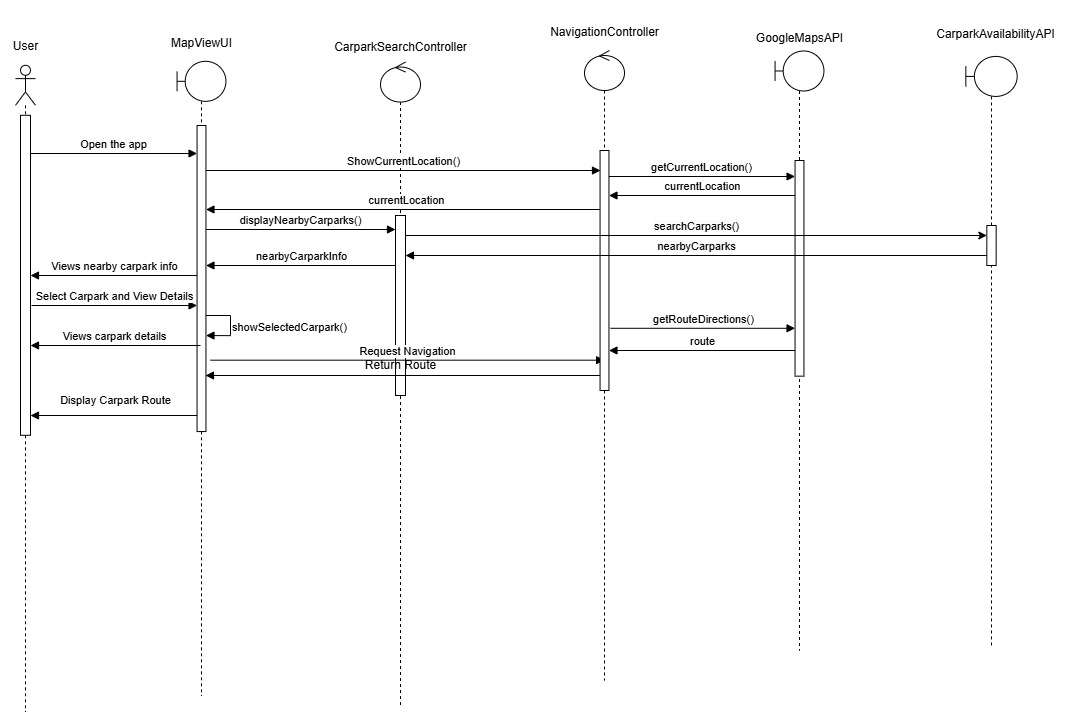 User
MapViewUI
CarparkSearchController
NavigationController
GoogleMapsAPI
CarparkAvailabilityAPI
Open the app
ShowCurrentLocation()
getCurrentLocation()
currentLocation
currentLocation
displayNearbyCarparks()
searchCarparks()
nearbyCarparks
nearbyCarparkInfo
Views nearby carpark info
Select Carpark and View Details
showSelectedCarpark()
getRouteDirections()
Views carpark details
route
Request Navigation
Return Route
Display Carpark Route